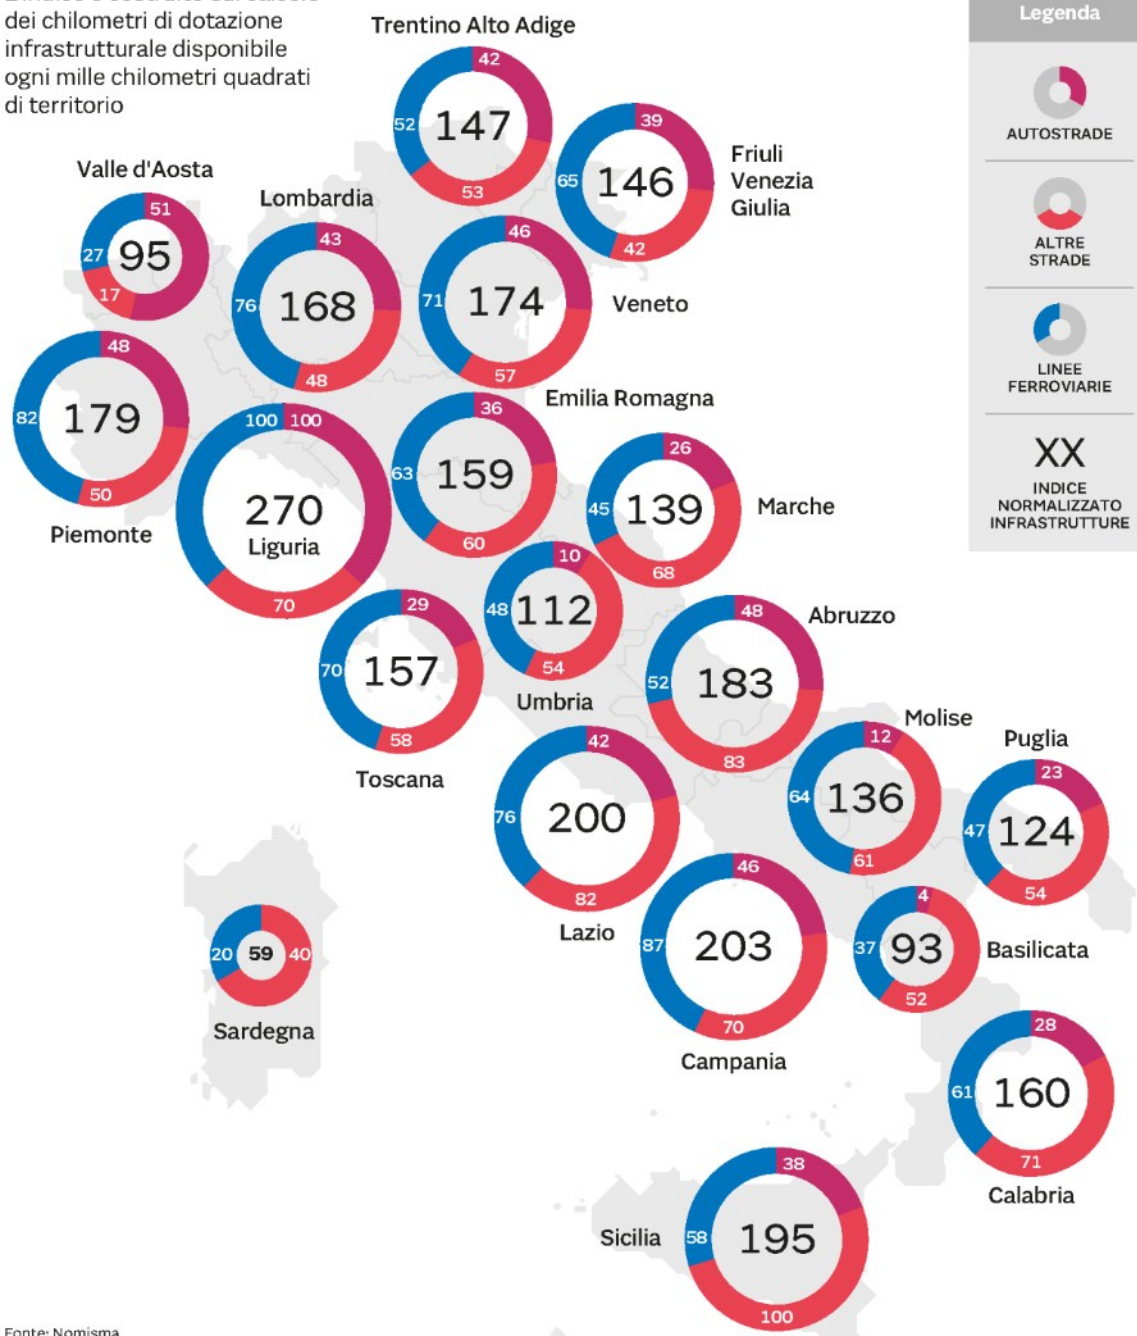 dei chilometri di dotazione
infrastrutturale disponibile
ogni mille chilometri quadrati
di territorio
Legenda
AUTOSTRADE
ALTRE
STRADE
LINEE
FERROVIARIE
XX
INDICE
NORMALIZZATO
INFRASTRUTTURE
Trentino Alto Adige
42
52
147
53
Friuli
Venezia
Giulia
39
65
146
42
Valle d'Aosta
51
27
95
17
Lombardia
43
76
168
48
Veneto
46
71
174
57
Piemonte
48
82
179
50
100
100
270
Liguria
70
Emilia Romagna
36
63
159
60
Marche
26
45
139
68
10
48
112
54
Umbria
29
70
157
58
Toscana
Abruzzo
48
52
183
83
Molise
12
64
136
61
Puglia
23
47
124
54
42
76
200
82
Lazio
46
87
203
70
Campania
4
37
93
52
Basilicata
20
59
40
Sardegna
28
61
160
71
Calabria
38
Sicilia
58
195
100
Fonte: Nomisma